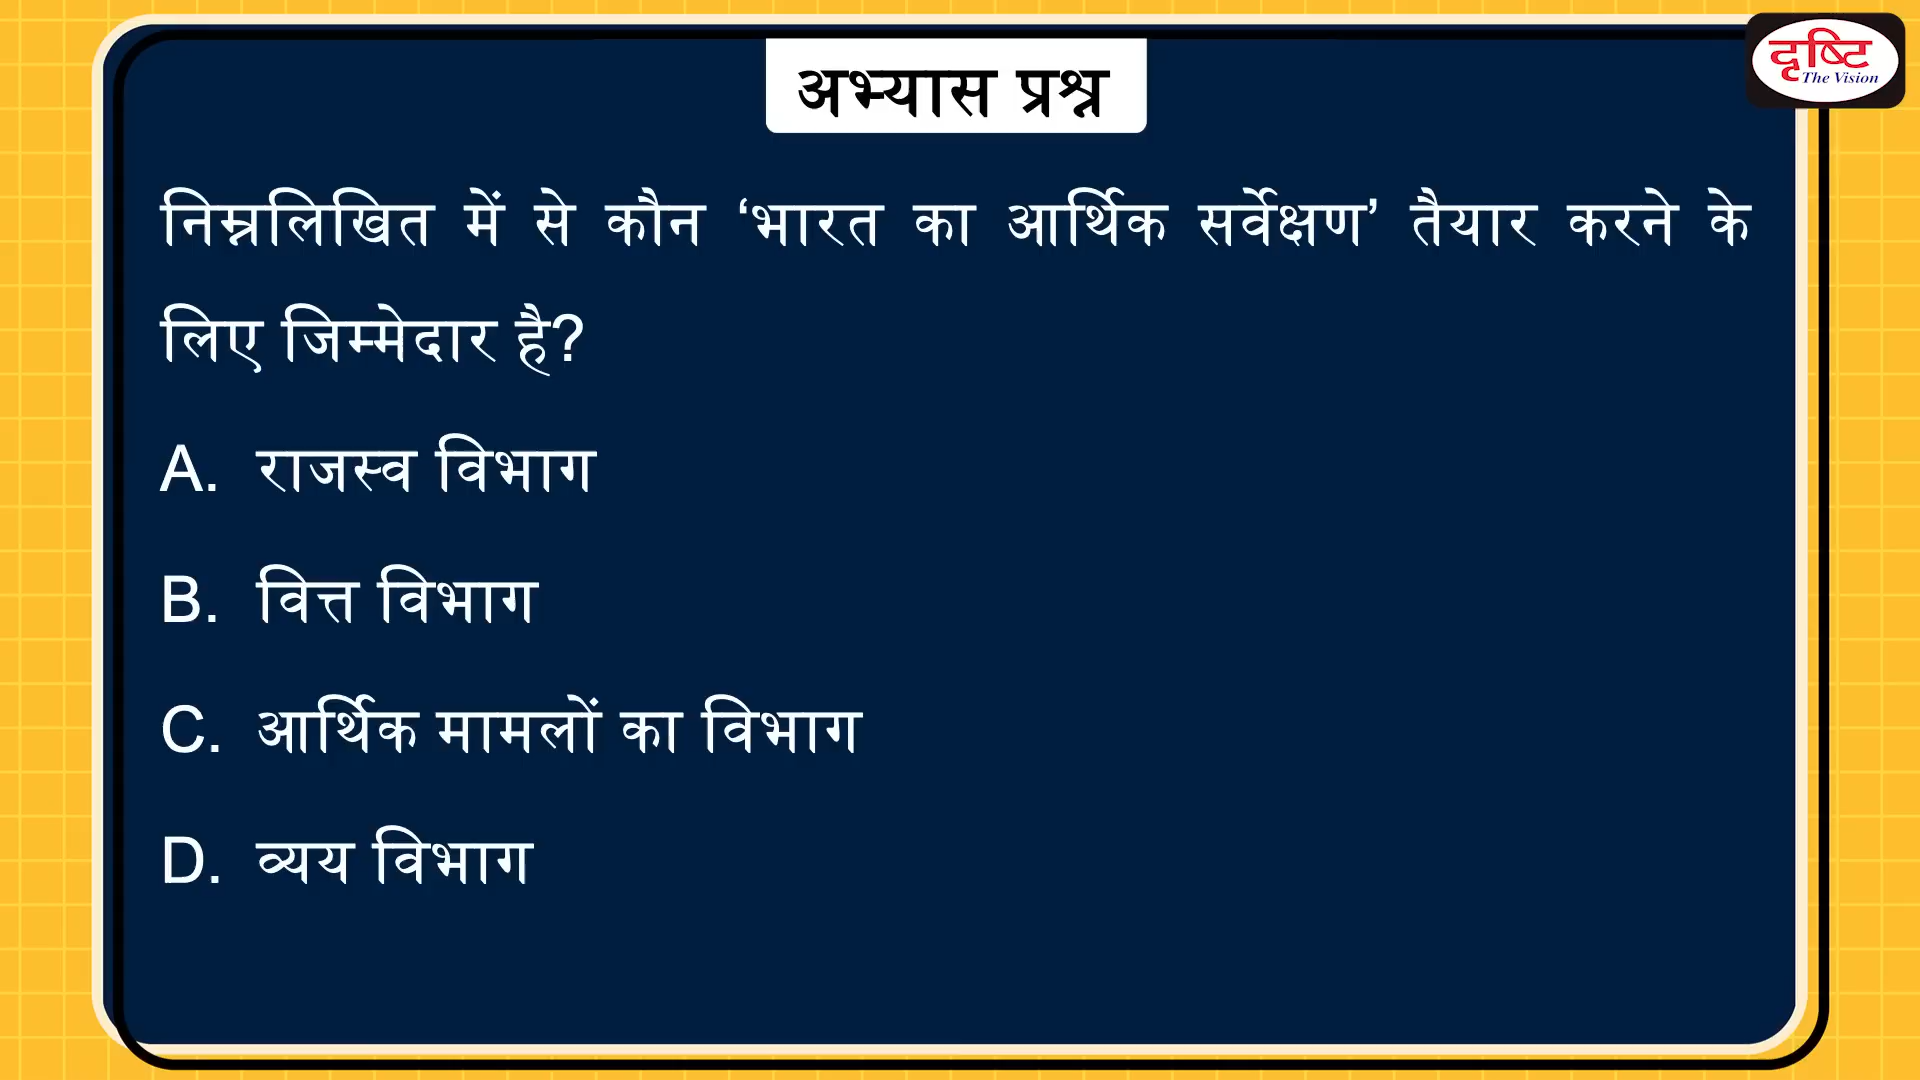 दृष्टि
The Vision
अभ्यास प्रश्न
निम्नलिखित में से कौन ‘भारत का आर्थिक सर्वेक्षण’ तैयार करने के
लिए जिम्मेदार है?
A. राजस्व विभाग
B. वित्त विभाग
C. आर्थिक मामलों का विभाग
D. व्यय विभाग